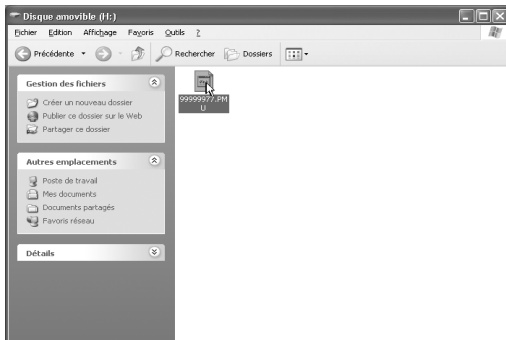 Disque amovible (H:)
Fichier Edition Affichage Favoris Outils ?
Précédente Rechercher Dossiers
Gestion des fichiers
Créer un nouveau dossier
Publier ce dossier sur le Web
Partager ce dossier
99999977.PM
U
Autres emplacements
Poste de travail
Mes documents
Documents partagés
Favoris réseau
Détails